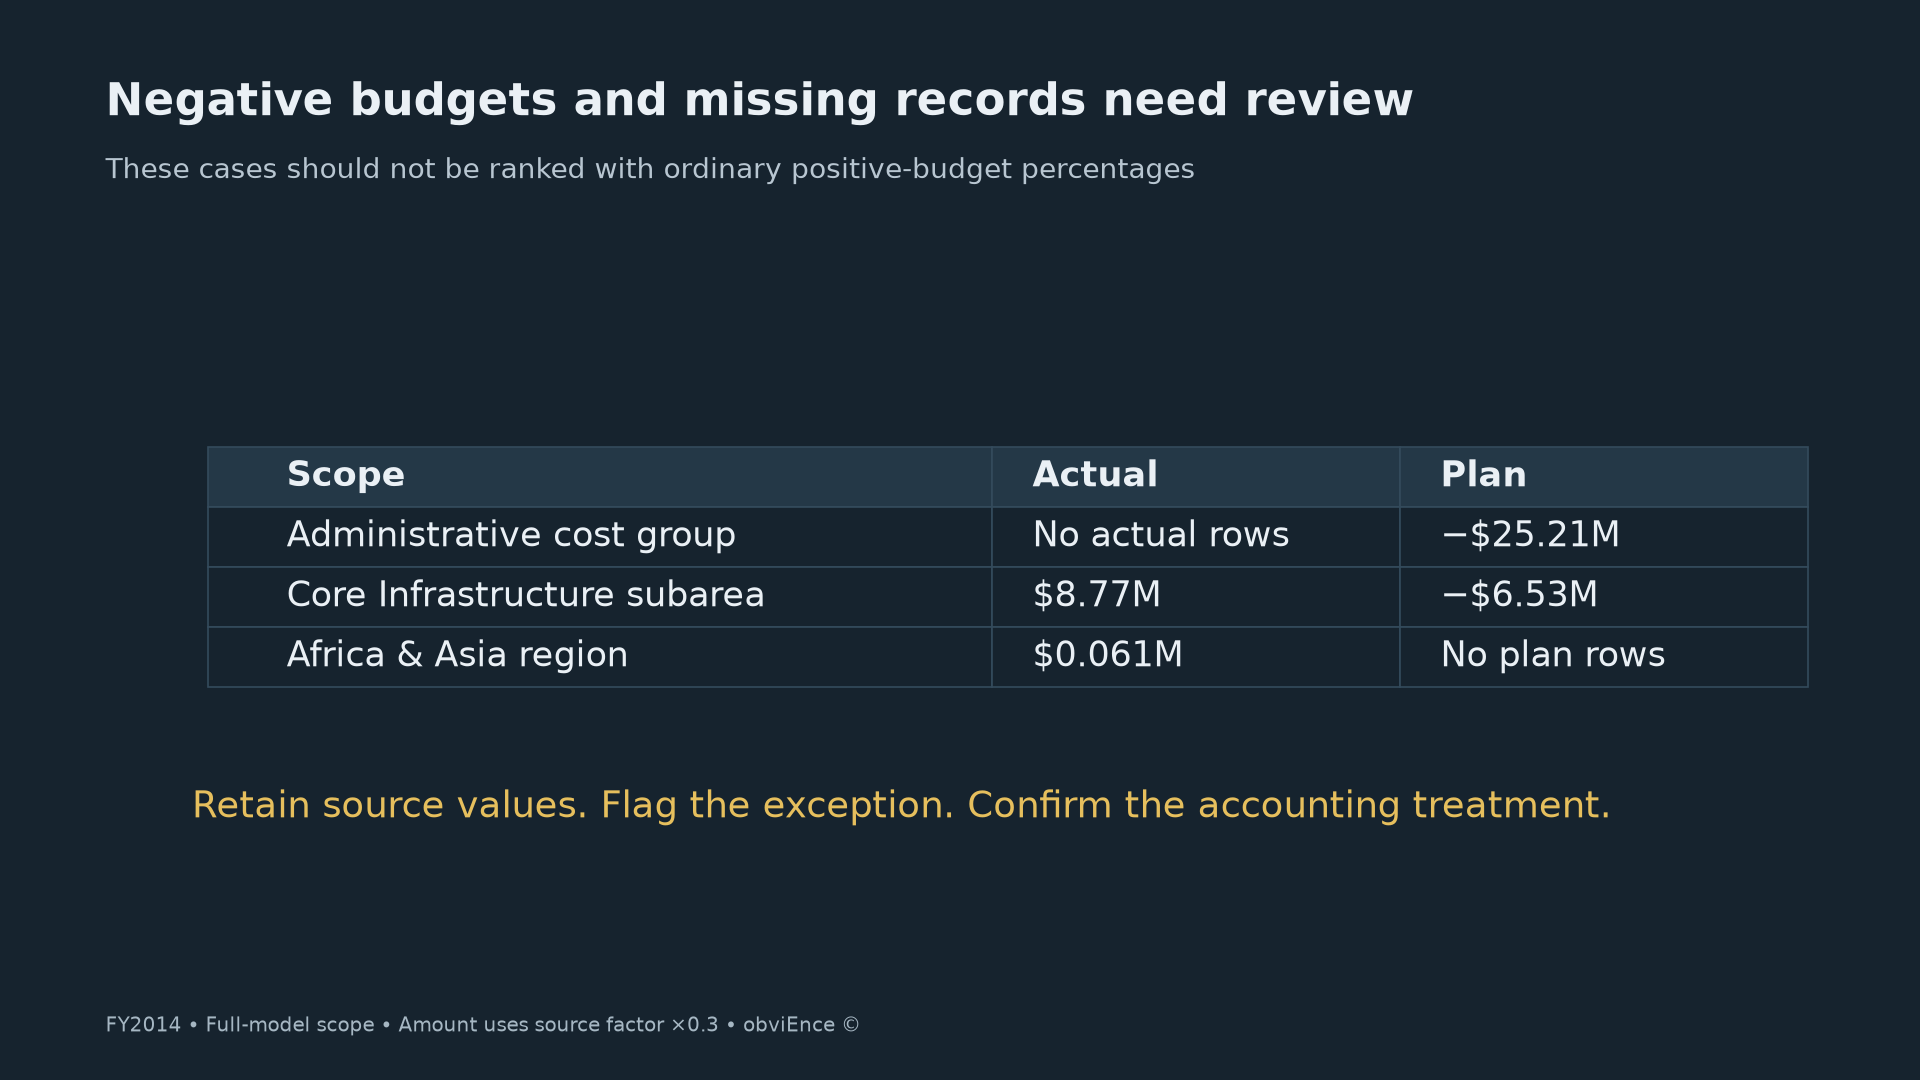 Negative budgets and missing records need review
These cases should not be ranked with ordinary positive-budget percentages
Scope Actual Plan
Administrative cost group No actual rows −$25.21M
Core Infrastructure subarea $8.77M −$6.53M
Africa & Asia region $0.061M No plan rows
Retain source values. Flag the exception. Confirm the accounting treatment.
FY2014 • Full-model scope • Amount uses source factor ×0.3 • obviEnce ©